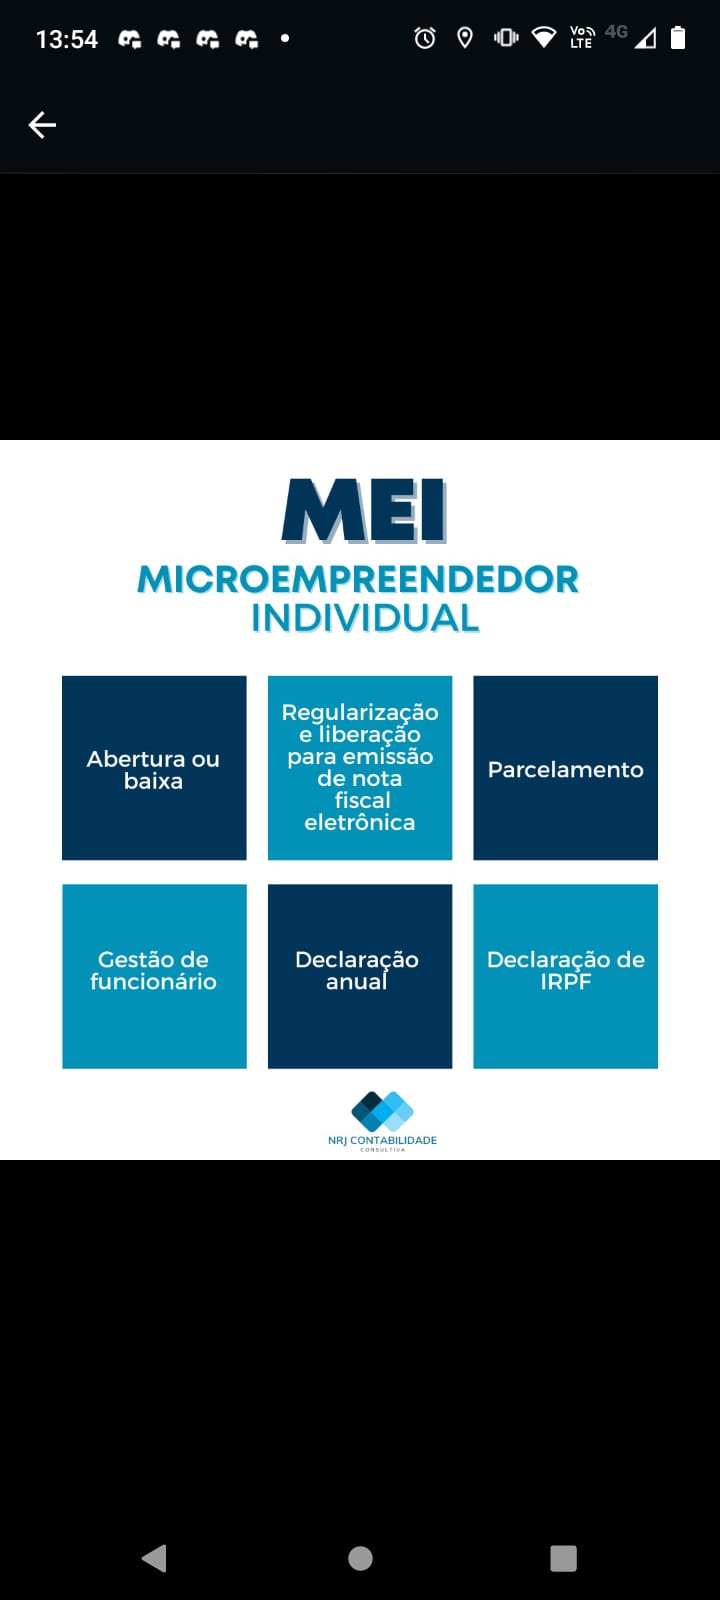 13:54
Vo
LTE
4G
MEI
MICROEMPREENDEDOR
INDIVIDUAL
Abertura ou
baixa
Regularização
e liberação
para emissão
de nota
fiscal
eletrônica
Parcelamento
Gestão de
funcionário
Declaração
anual
Declaração de
IRPF
NRJ CONTABILIDADE
CONSULTIVA